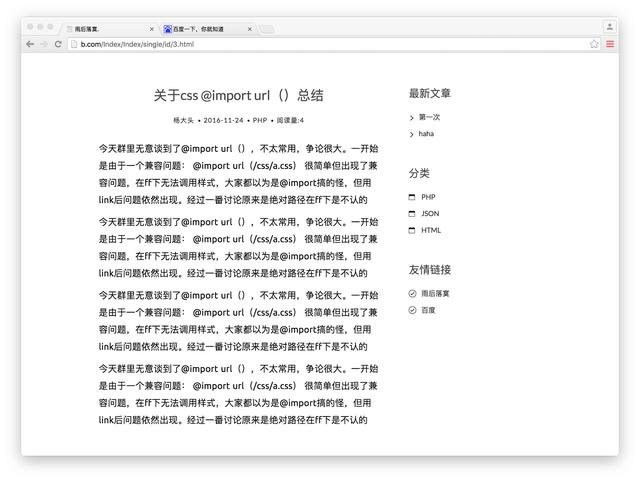 雨后落寞.
百度一下，你就知道
b.com/Index/Index/single/id/3.html
关于css @import url（）总结
杨大头 • 2016-11-24 • PHP • 阅读量:4
今天群里无意谈到了@import url（），不太常用，争论很大。一开始
是由于一个兼容问题： @import url（/css/a.css） 很简单但出现了兼
容问题，在ff下无法调用样式，大家都以为是@import搞的怪，但用
link后问题依然出现。经过一番讨论原来是绝对路径在ff下是不认的
今天群里无意谈到了@import url（），不太常用，争论很大。一开始
是由于一个兼容问题： @import url（/css/a.css） 很简单但出现了兼
容问题，在ff下无法调用样式，大家都以为是@import搞的怪，但用
link后问题依然出现。经过一番讨论原来是绝对路径在ff下是不认的
今天群里无意谈到了@import url（），不太常用，争论很大。一开始
是由于一个兼容问题： @import url（/css/a.css） 很简单但出现了兼
容问题，在ff下无法调用样式，大家都以为是@import搞的怪，但用
link后问题依然出现。经过一番讨论原来是绝对路径在ff下是不认的
今天群里无意谈到了@import url（），不太常用，争论很大。一开始
是由于一个兼容问题： @import url（/css/a.css） 很简单但出现了兼
容问题，在ff下无法调用样式，大家都以为是@import搞的怪，但用
link后问题依然出现。经过一番讨论原来是绝对路径在ff下是不认的
最新文章
第一次
haha
分类
PHP
JSON
HTML
友情链接
雨后落寞
百度